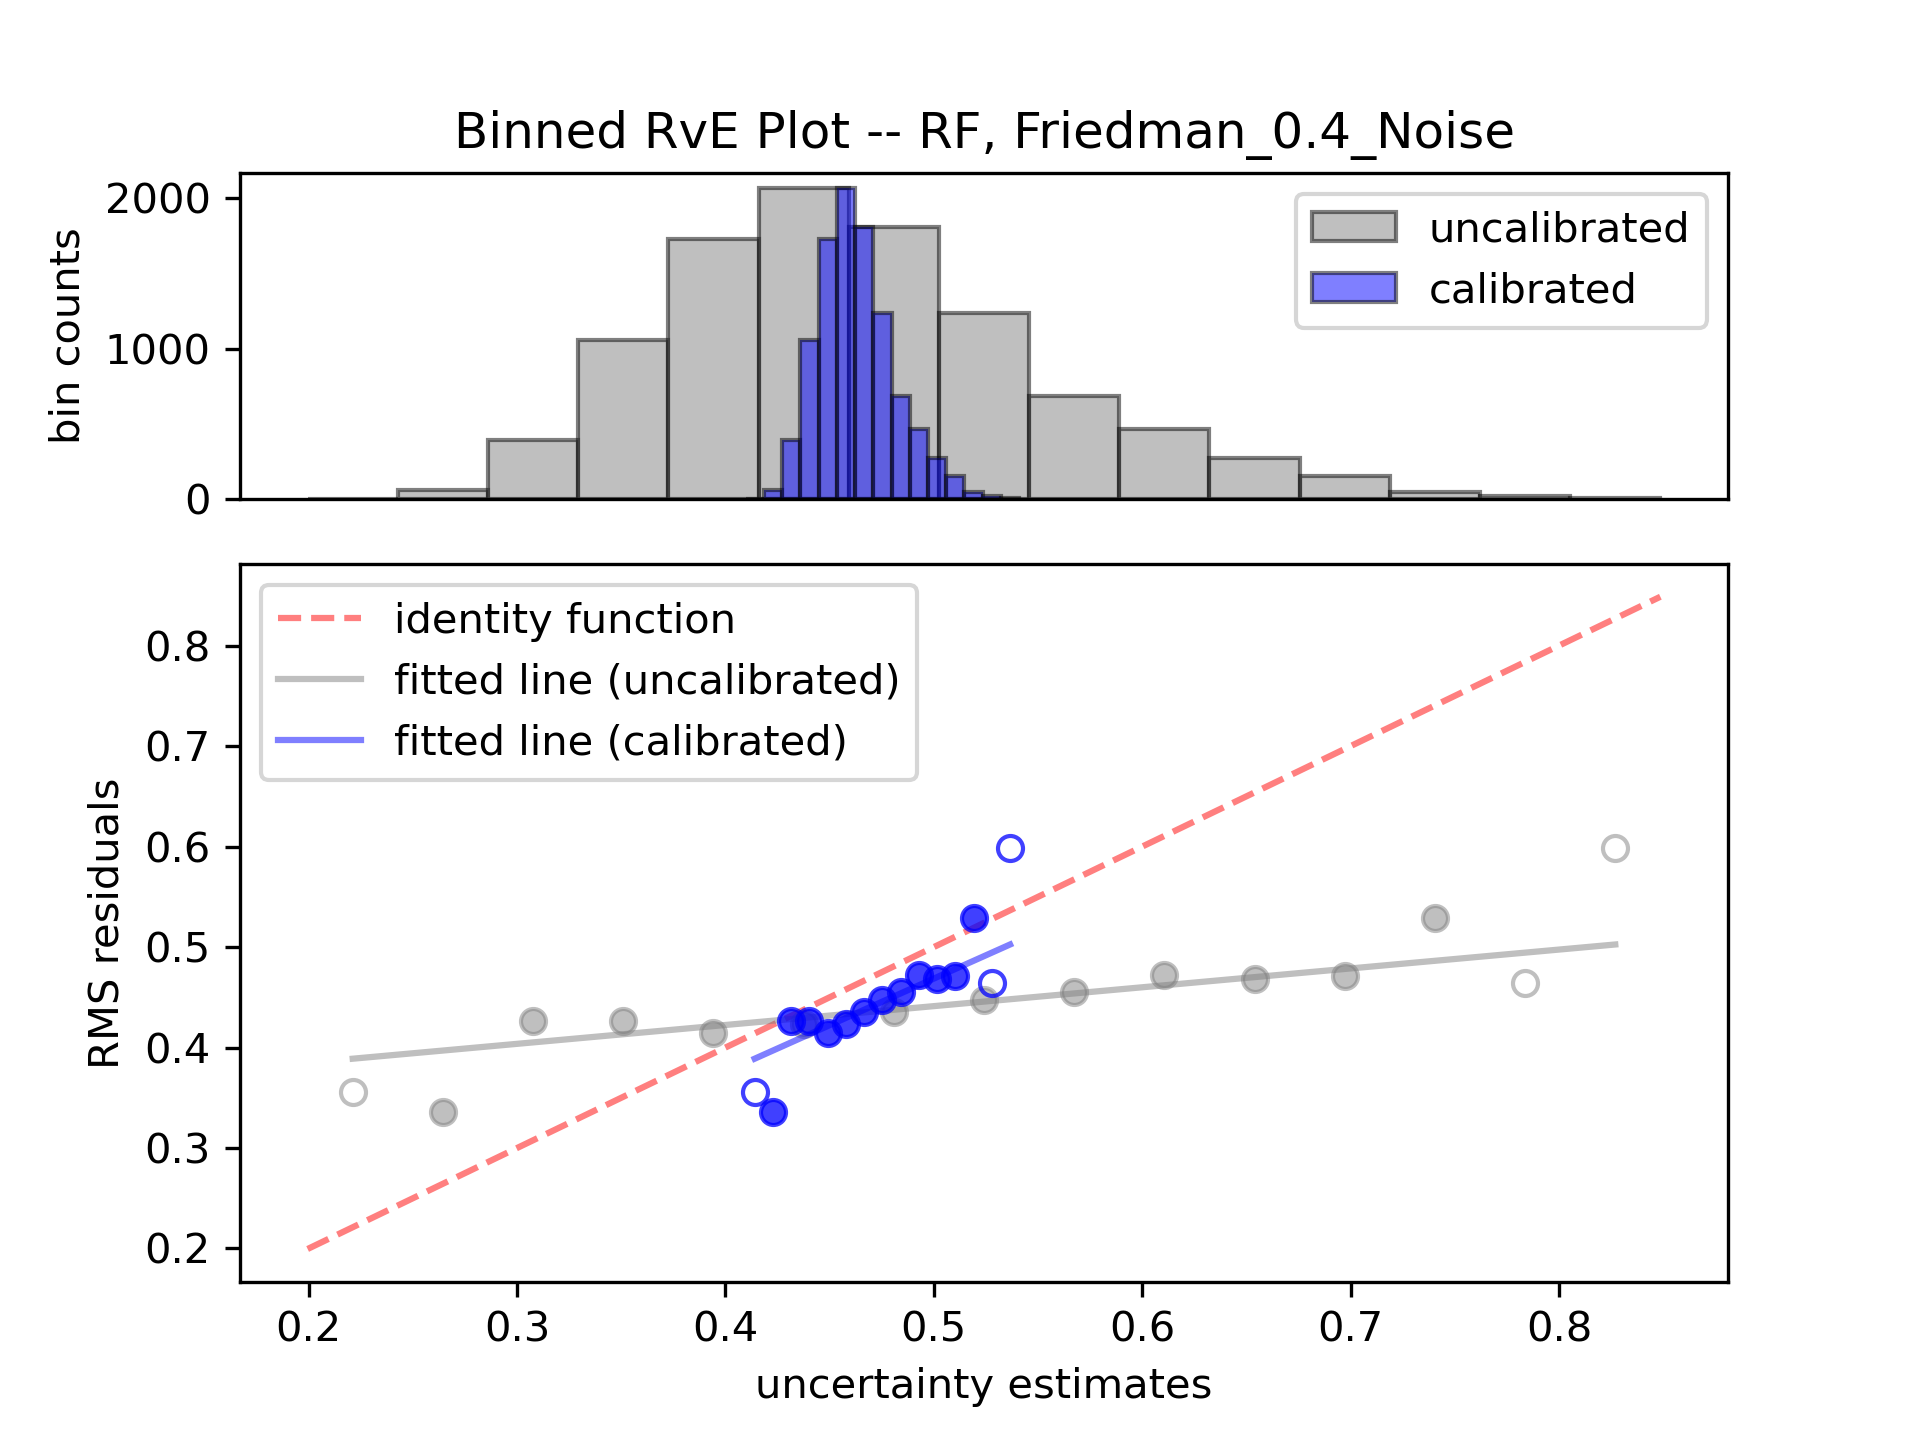 Binned RvE Plot -- RF, Friedman_0.4_Noise
2000
1000
0
bin counts
uncalibrated
calibrated
identity function
fitted line (uncalibrated)
fitted line (calibrated)
0.8
0.7
0.6
0.5
0.4
0.3
0.2
RMS residuals
0.2 0.3 0.4 0.5 0.6 0.7 0.8
uncertainty estimates